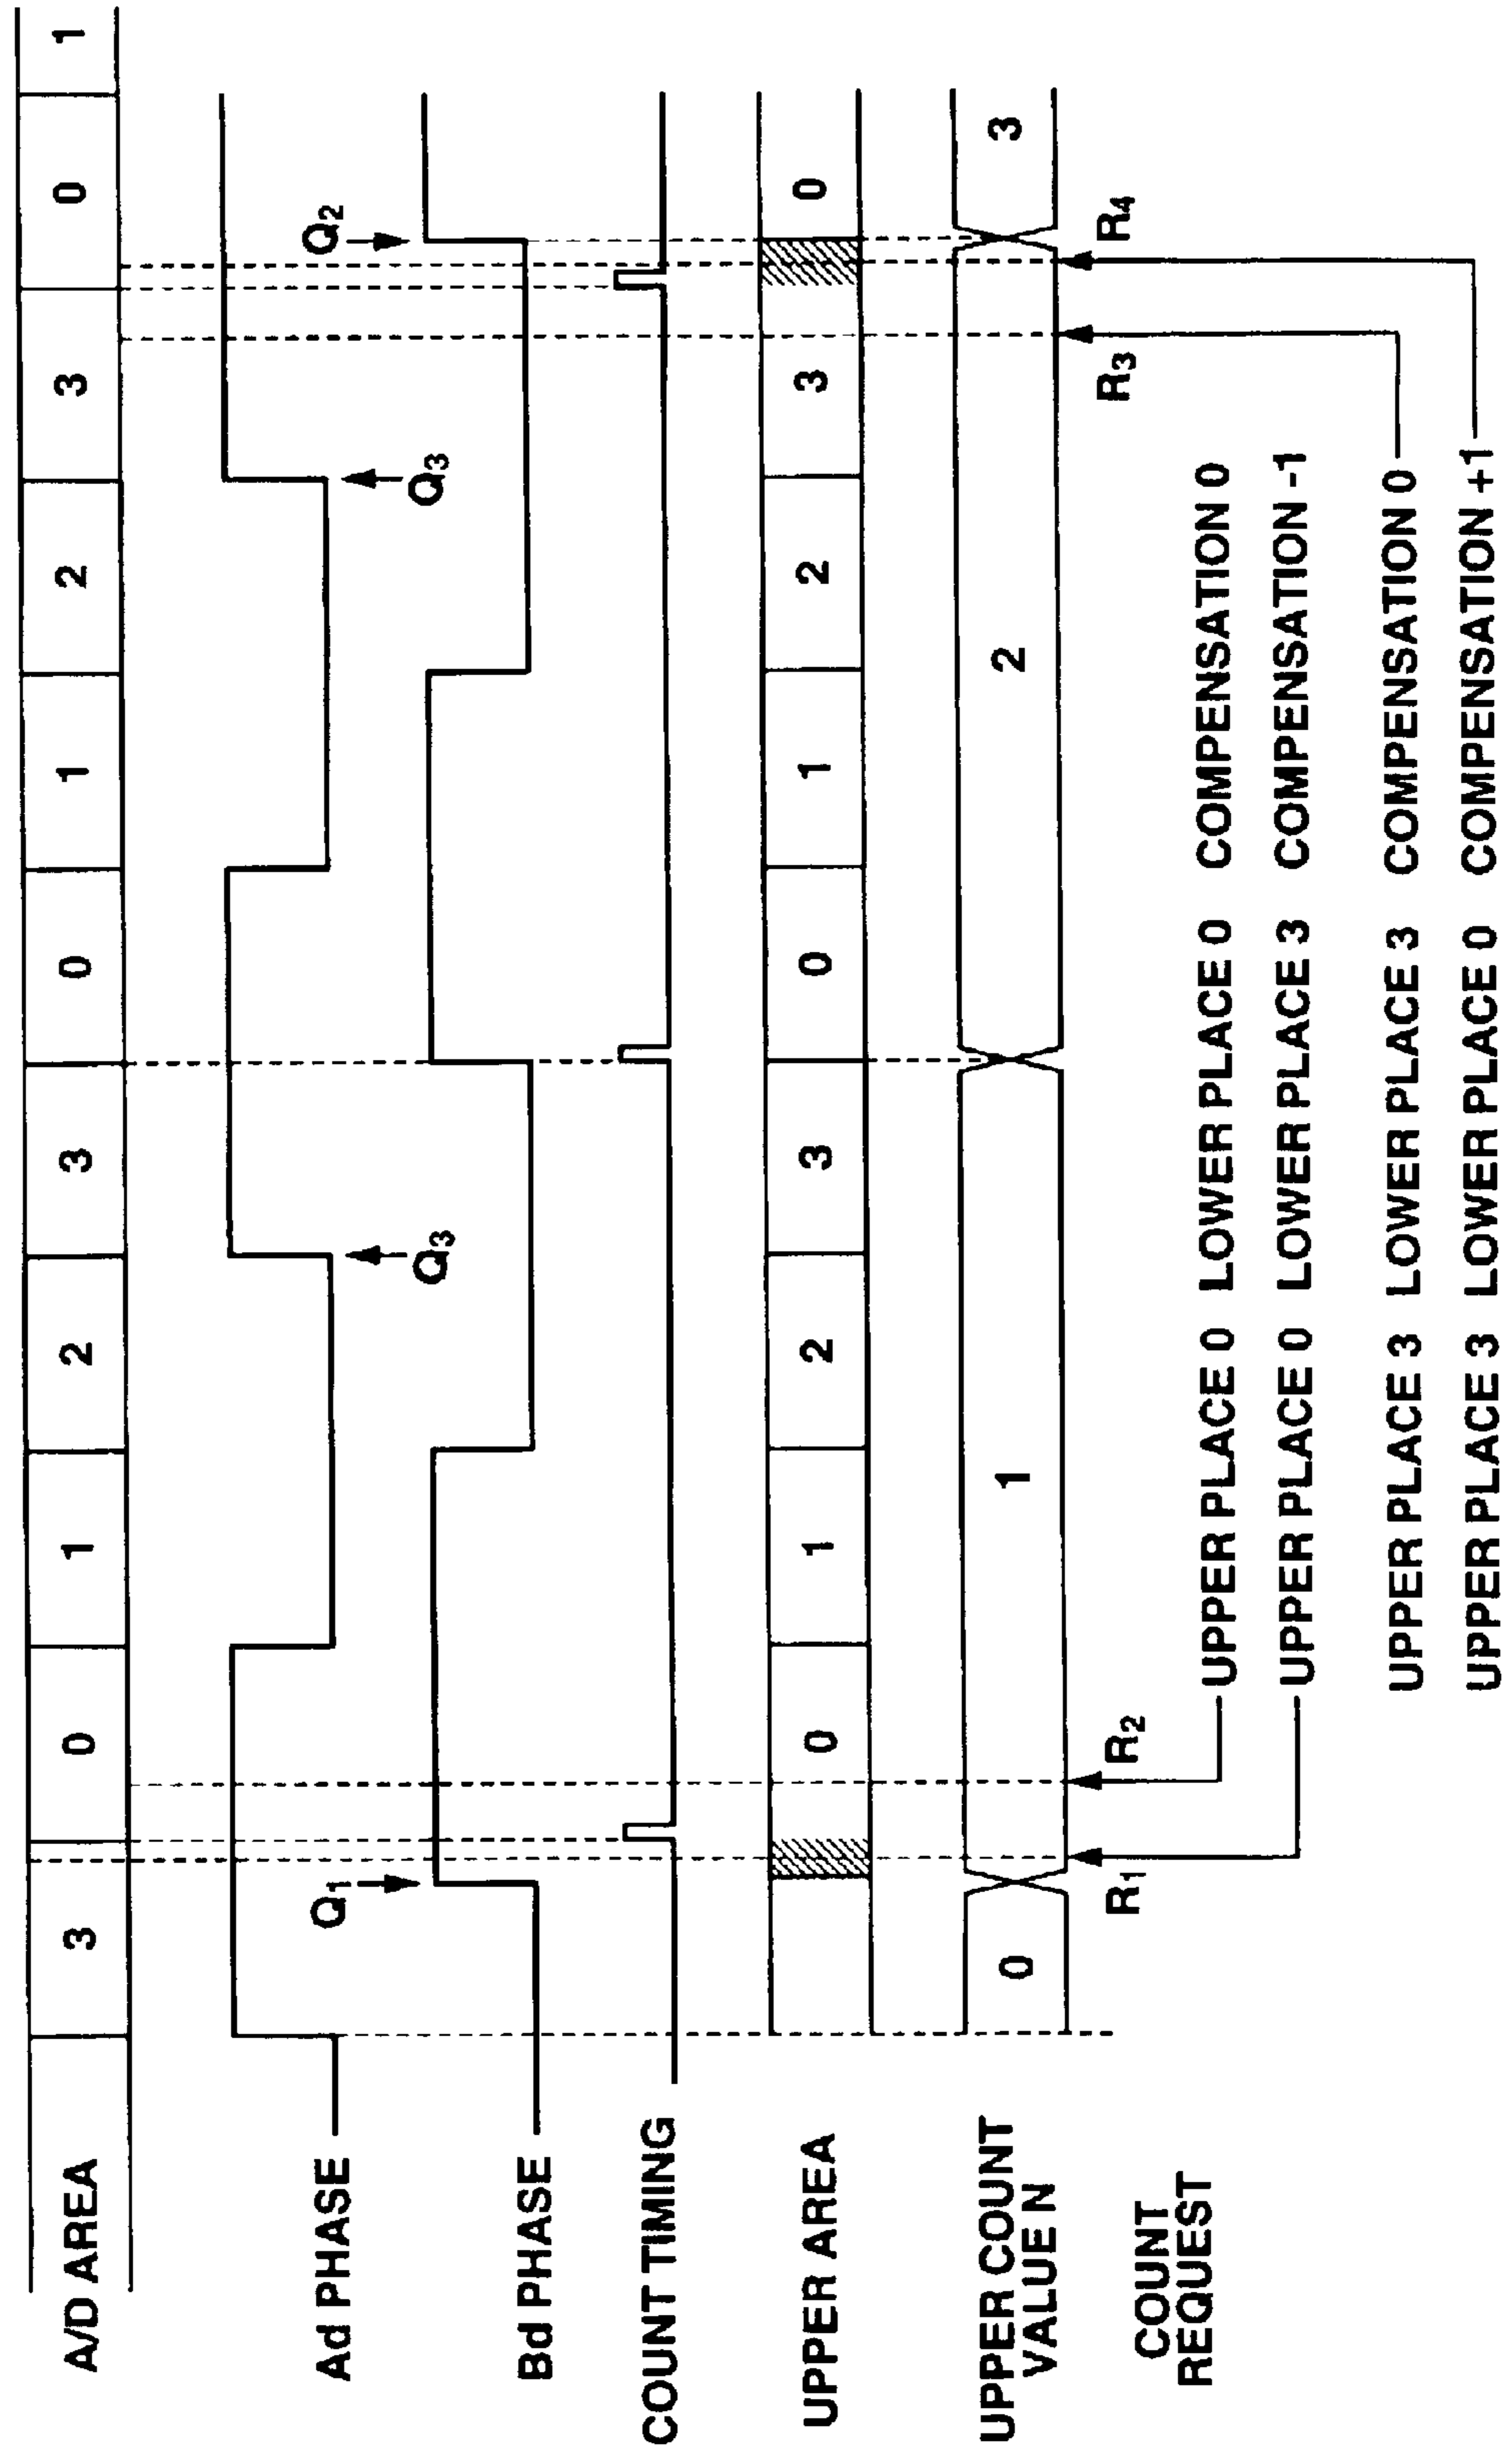 A/D AREA 3 0 1 2 3 0 1 2 3 0 1
Ad PHASE
Q3 Q3
Bd PHASE
Q1 Q2
COUNT TIMING
UPPER AREA 0 1 2 3 0 1 2 3 0
UPPER COUNT
VALUE N
0 1 2 3
COUNT
REQUEST
R1 R2 R3 R4
UPPER PLACE 0 LOWER PLACE 0 COMPENSATION 0
UPPER PLACE 0 LOWER PLACE 3 COMPENSATION -1
UPPER PLACE 3 LOWER PLACE 3 COMPENSATION 0
UPPER PLACE 3 LOWER PLACE 0 COMPENSATION +1